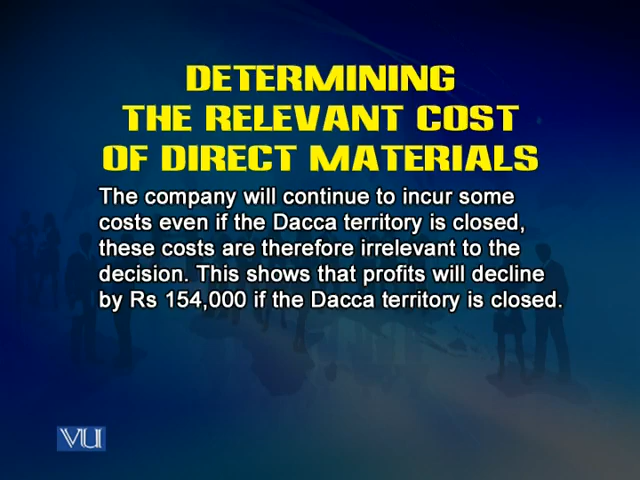 DETERMINING
THE RELEVANT COST
OF DIRECT MATERIALS
The company will continue to incur some
costs even if the Dacca territory is closed,
these costs are therefore irrelevant to the
decision. This shows that profits will decline
by Rs 154,000 if the Dacca territory is closed.
VU